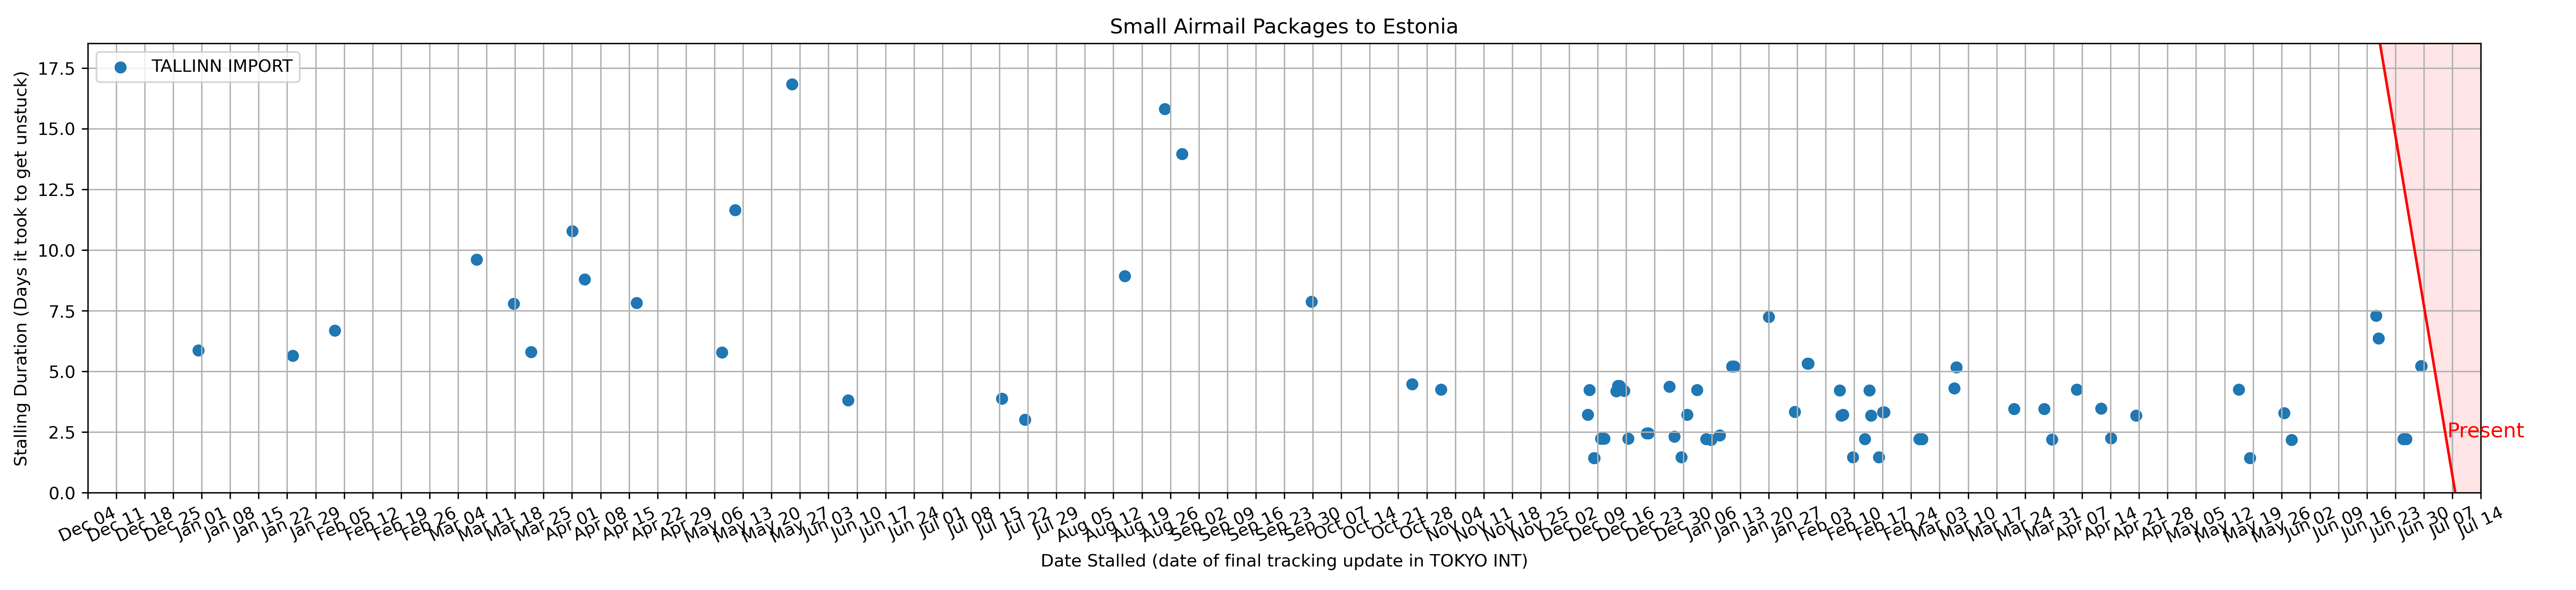 Small Airmail Packages to Estonia
TALLINN IMPORT
Stalling Duration (Days it took to get unstuck)
17.5
15.0
12.5
10.0
7.5
5.0
2.5
0.0
Present
Dec 04 Dec 11 Dec 18 Dec 25 Jan 01 Jan 08 Jan 15 Jan 22 Jan 29 Feb 05 Feb 12 Feb 19 Feb 26 Mar 04 Mar 11 Mar 18 Mar 25 Apr 01 Apr 08 Apr 15 Apr 22 Apr 29 May 06 May 13 May 20 May 27 Jun 03 Jun 10 Jun 17 Jun 24 Jul 01 Jul 08 Jul 15 Jul 22 Jul 29 Aug 05 Aug 12 Aug 19 Aug 26 Sep 02 Sep 09 Sep 16 Sep 23 Sep 30 Oct 07 Oct 14 Oct 21 Oct 28 Nov 04 Nov 11 Nov 18 Nov 25 Dec 02 Dec 09 Dec 16 Dec 23 Dec 30 Jan 06 Jan 13 Jan 20 Jan 27 Feb 03 Feb 10 Feb 17 Feb 24 Mar 03 Mar 10 Mar 17 Mar 24 Mar 31 Apr 07 Apr 14 Apr 21 Apr 28 May 05 May 12 May 19 May 26 Jun 02 Jun 09 Jun 16 Jun 23 Jun 30 Jul 07 Jul 14
Date Stalled (date of final tracking update in TOKYO INT)